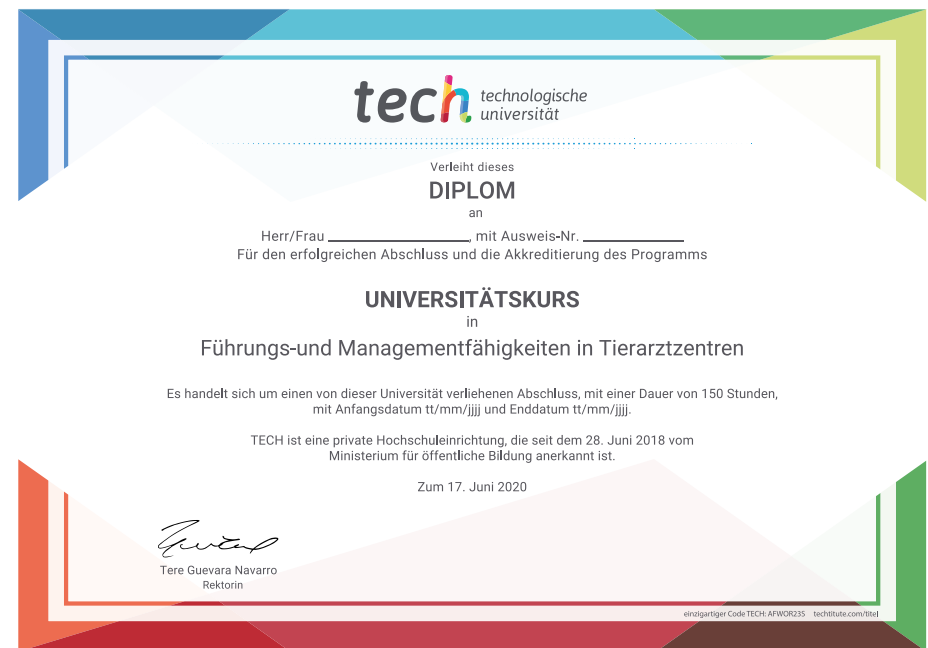 tech technologische
universität
Verleiht dieses
DIPLOM
an
Herr/Frau ____________, mit Ausweis-Nr. ____________
Für den erfolgreichen Abschluss und die Akkreditierung des Programms
UNIVERSITÄTSKURS
in
Führungs-und Managementfähigkeiten in Tierarztzentren
Es handelt sich um einen von dieser Universität verliehenen Abschluss, mit einer Dauer von 150 Stunden,
mit Anfangsdatum tt/mm/jjjj und Enddatum tt/mm/jjjj.
TECH ist eine private Hochschuleinrichtung, die seit dem 28. Juni 2018 vom
Ministerium für öffentliche Bildung anerkannt ist.
Zum 17. Juni 2020
Tere Guevara Navarro
Rektorin
einzigartiger Code TECH: AFWOR23S techtitute.com/titel